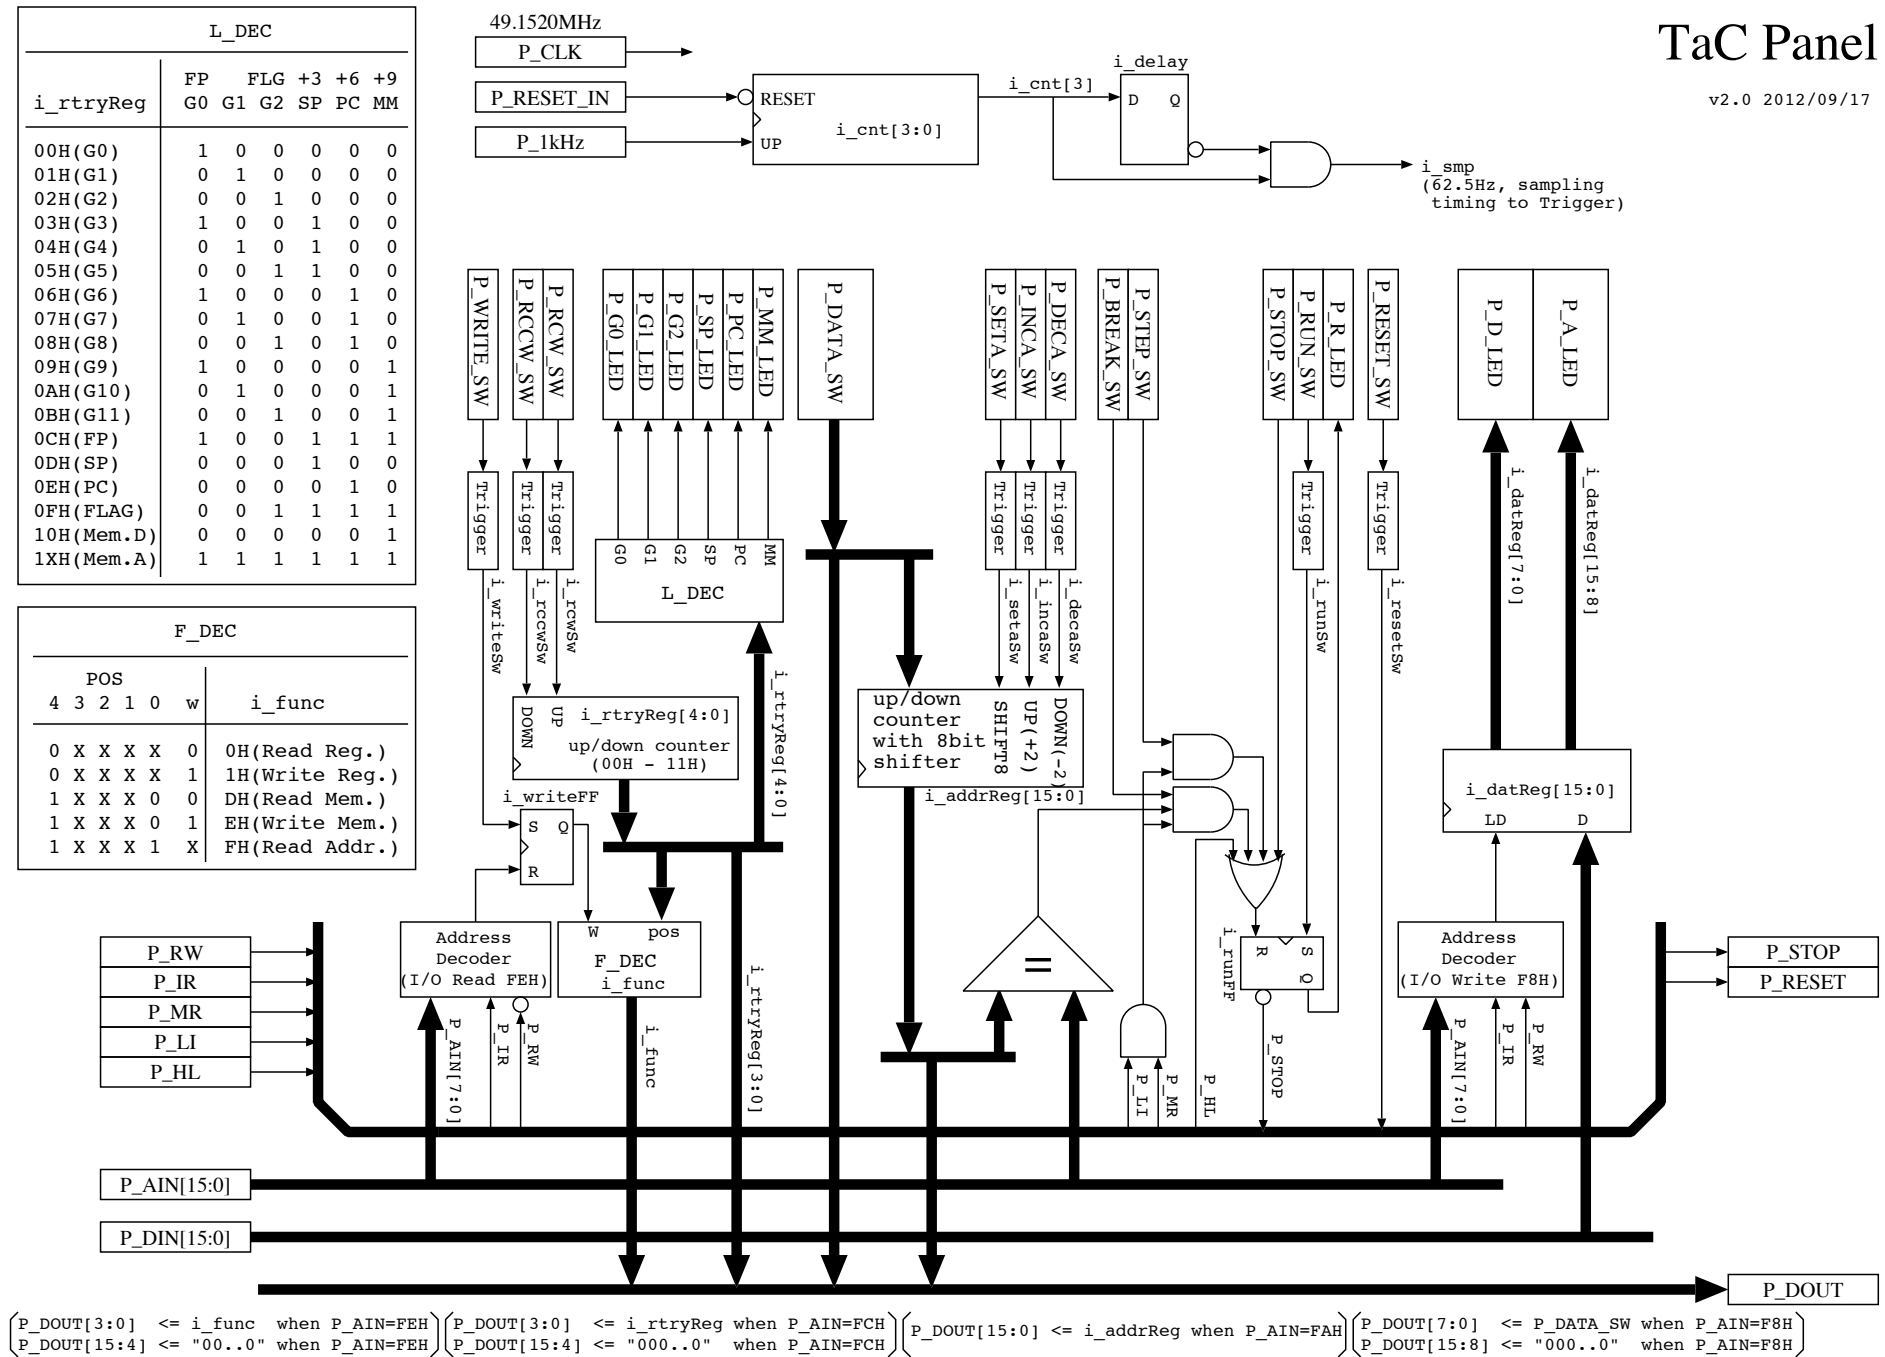 TaC Panel
v2.0 2012/09/17
L_DEC
FP FLG +3 +6 +9
i_rtryReg G0 G1 G2 SP PC MM
00H(G0) 1 0 0 0 0 0
01H(G1) 0 1 0 0 0 0
02H(G2) 0 0 1 0 0 0
03H(G3) 1 0 0 1 0 0
04H(G4) 0 1 0 1 0 0
05H(G5) 0 0 1 1 0 0
06H(G6) 1 0 0 0 1 0
07H(G7) 0 1 0 0 1 0
08H(G8) 0 0 1 0 1 0
09H(G9) 1 0 0 0 0 1
0AH(G10) 0 1 0 0 0 1
0BH(G11) 0 0 1 0 0 1
0CH(FP) 1 0 0 1 1 1
0DH(SP) 0 0 0 1 0 0
0EH(PC) 0 0 0 0 1 0
0FH(FLAG) 0 0 1 1 1 1
10H(Mem.D) 0 0 0 0 0 1
1XH(Mem.A) 1 1 1 1 1 1
F_DEC
POS
4 3 2 1 0 w i_func
0 X X X X 0 0H(Read Reg.)
0 X X X X 1 1H(Write Reg.)
1 X X X 0 0 DH(Read Mem.)
1 X X X 0 1 EH(Write Mem.)
1 X X X 1 X FH(Read Addr.)
49.1520MHz
P_CLK
P_RESET_IN
P_1kHz
RESET
UP
i_cnt[3:0]
i_cnt[3]
i_delay
D Q
i_smp
(62.5Hz, sampling
timing to Trigger)
P_WRITE_SW
P_RCCW_SW
P_RCW_SW
P_G0_LED
P_G1_LED
P_G2_LED
P_SP_LED
P_PC_LED
P_MM_LED
P_DATA_SW
P_SETA_SW
P_INCA_SW
P_DECA_SW
P_BREAK_SW
P_STEP_SW
P_STOP_SW
P_RUN_SW
P_R_LED
P_RESET_SW
P_D_LED
P_A_LED
Trigger
Trigger
Trigger
Trigger
Trigger
Trigger
Trigger
Trigger
G0
G1
G2
SP
PC
MM
L_DEC
i_writeSw
i_rccwSw
i_rcwSw
i_setaSw
i_incaSw
i_decaSw
i_runSw
i_resetSw
i_datReg[7:0]
i_datReg[15:8]
DOWN
UP
i_rtryReg[4:0]
up/down counter
(00H - 11H)
i_rtryReg[4:0]
up/down
counter
with 8bit
shifter
SHIFT8
UP(+2)
DOWN(-2)
i_addrReg[15:0]
i_datReg[15:0]
LD D
i_writeFF
S Q
R
Address
Decoder
(I/O Read FEH)
W pos
F_DEC
i_func
=
i_runFF
R
S
Q
Address
Decoder
(I/O Write F8H)
P_RW
P_IR
P_MR
P_LI
P_HL
P_STOP
P_RESET
P_AIN[7:0]
P_IR
P_RW
i_func
i_rtryReg[3:0]
P_LI
P_MR
P_HL
P_STOP
P_AIN[7:0]
P_IR
P_RW
P_AIN[15:0]
P_DIN[15:0]
P_DOUT
P_DOUT[3:0] <= i_func when P_AIN=FEH
P_DOUT[15:4] <= "00..0" when P_AIN=FEH
P_DOUT[3:0] <= i_rtryReg when P_AIN=FCH
P_DOUT[15:4] <= "000..0" when P_AIN=FCH
P_DOUT[15:0] <= i_addrReg when P_AIN=FAH
P_DOUT[7:0] <= P_DATA_SW when P_AIN=F8H
P_DOUT[15:8] <= "000..0" when P_AIN=F8H